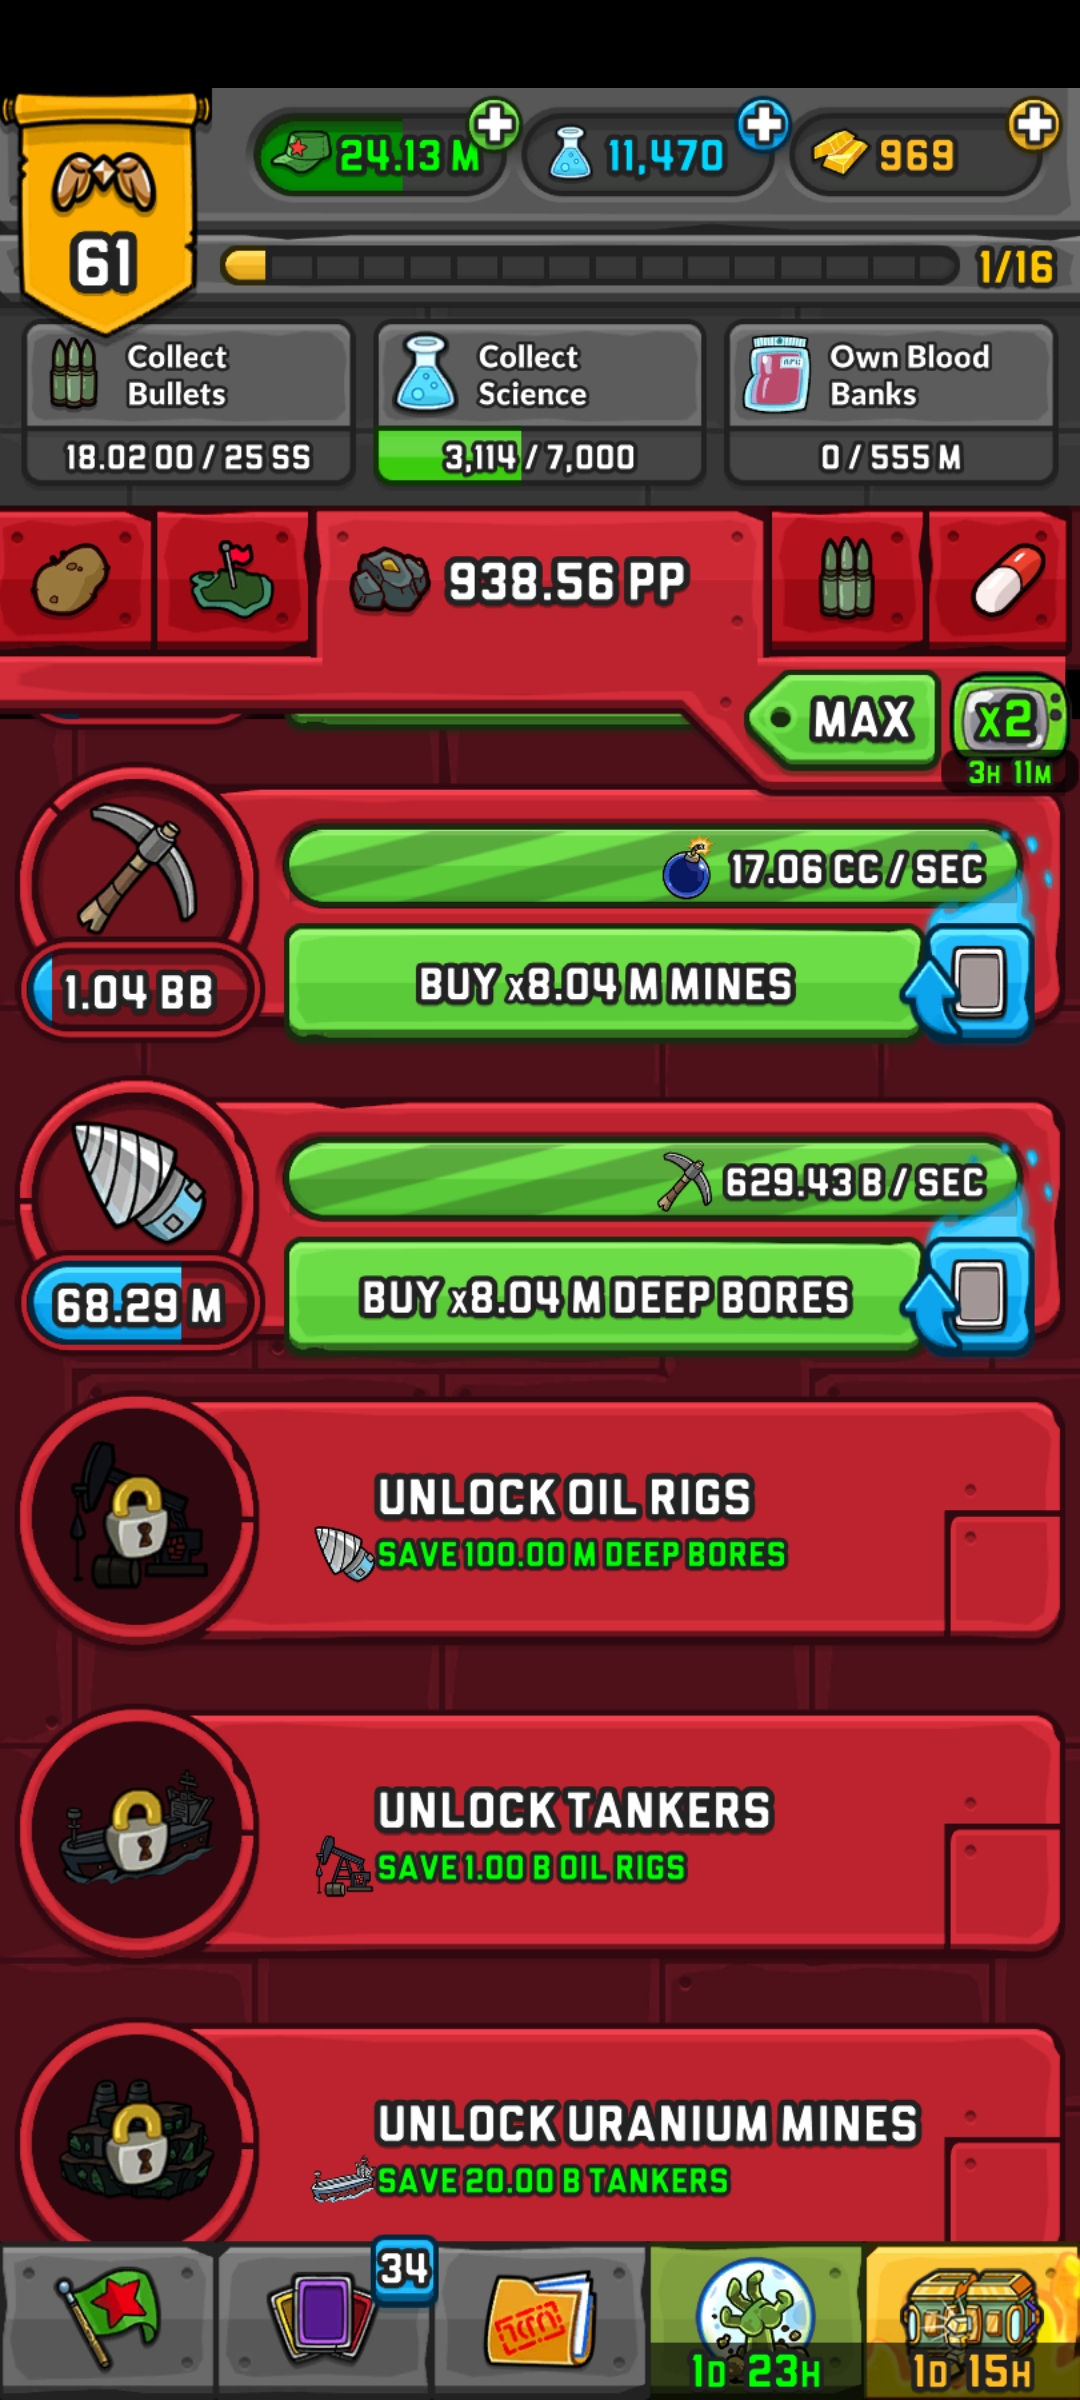 24.13 M
11,470
969
61
1/16
Collect
Bullets
18.02 OO / 25 SS
Collect
Science
3,114 / 7,000
Own Blood
Banks
0 / 555 M
938.56 PP
MAX
x2
3H 11M
17.06 CC / SEC
1.04 BB
BUY x8.04 M MINES
629.43 B / SEC
68.29 M
BUY x8.04 M DEEP BORES
UNLOCK OIL RIGS
SAVE 100.00 M DEEP BORES
UNLOCK TANKERS
SAVE 1.00 B OIL RIGS
UNLOCK URANIUM MINES
SAVE 20.00 B TANKERS
34
1D 23H
1D 15H